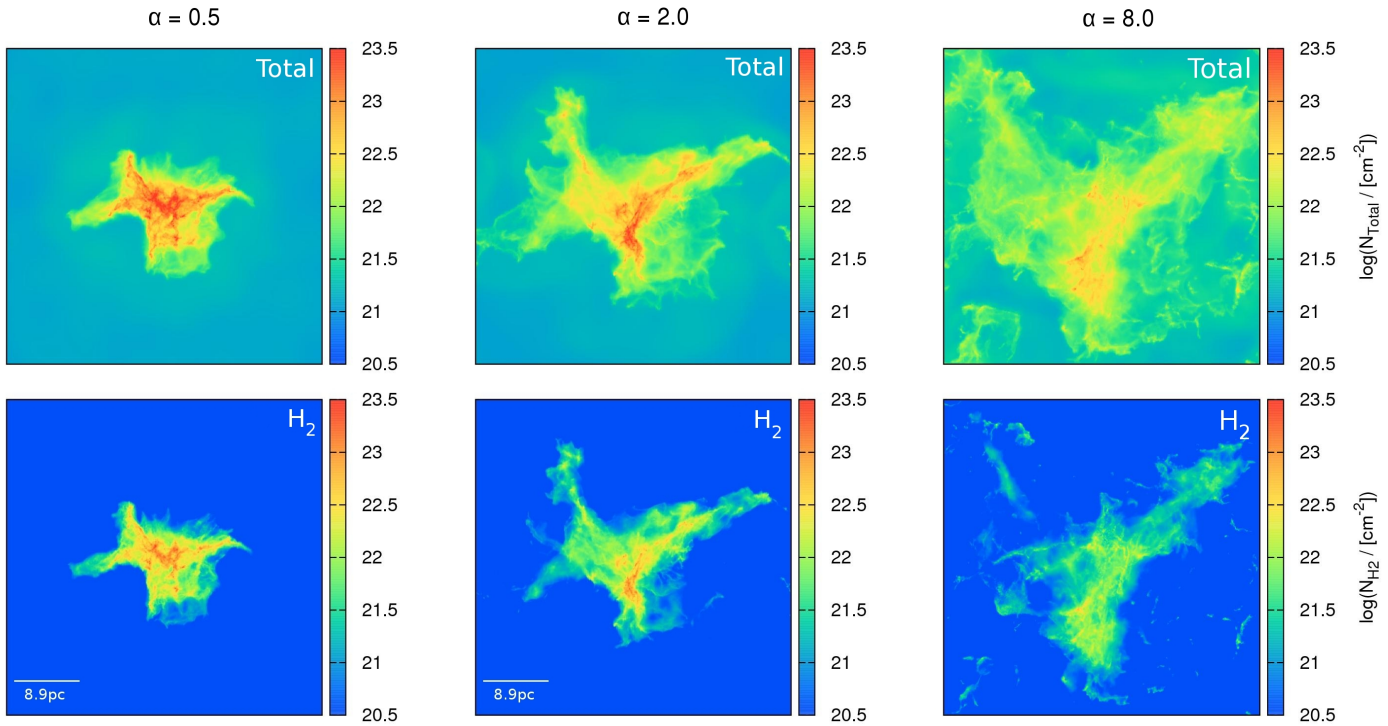 α = 0.5 α = 2.0 α = 8.0
Total Total Total
23.5 23.5 23.5
23 23 23
22.5 22.5 22.5
22 22 22
21.5 21.5 21.5
21 21 21
20.5 20.5 20.5
log(N_Total / [cm^-2])
H2 H2 H2
23.5 23.5 23.5
23 23 23
22.5 22.5 22.5
22 22 22
21.5 21.5 21.5
21 21 21
20.5 20.5 20.5
log(N_H2 / [cm^-2])
8.9pc 8.9pc